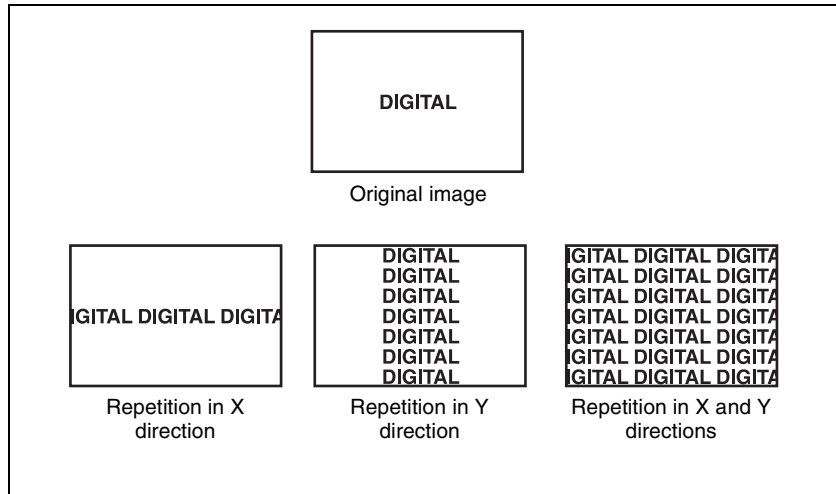 DIGITAL
Original image
IGITAL DIGITAL DIGITA
Repetition in X
direction
DIGITAL
DIGITAL
DIGITAL
DIGITAL
DIGITAL
DIGITAL
DIGITAL
Repetition in Y
direction
IGITAL DIGITAL DIGITA
IGITAL DIGITAL DIGITA
IGITAL DIGITAL DIGITA
IGITAL DIGITAL DIGITA
IGITAL DIGITAL DIGITA
IGITAL DIGITAL DIGITA
IGITAL DIGITAL DIGITA
Repetition in X and Y
directions